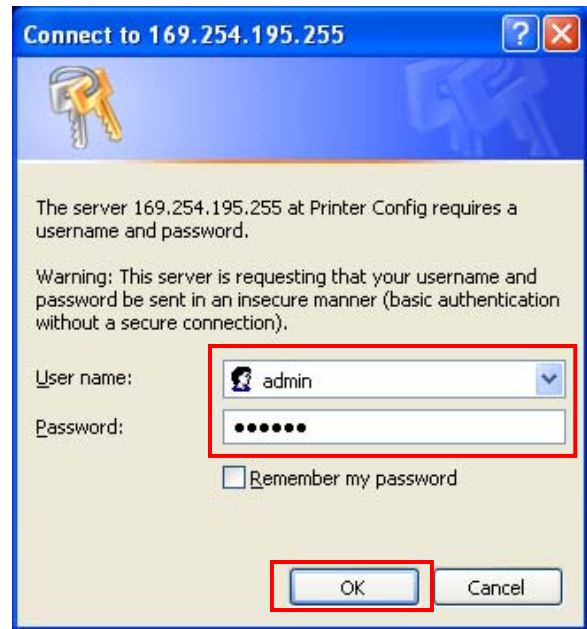 Connect to 169.254.195.255
The server 169.254.195.255 at Printer Config requires a
username and password.
Warning: This server is requesting that your username and
password be sent in an insecure manner (basic authentication
without a secure connection).
User name:
admin
Password:
●●●●●●
Remember my password
OK
Cancel